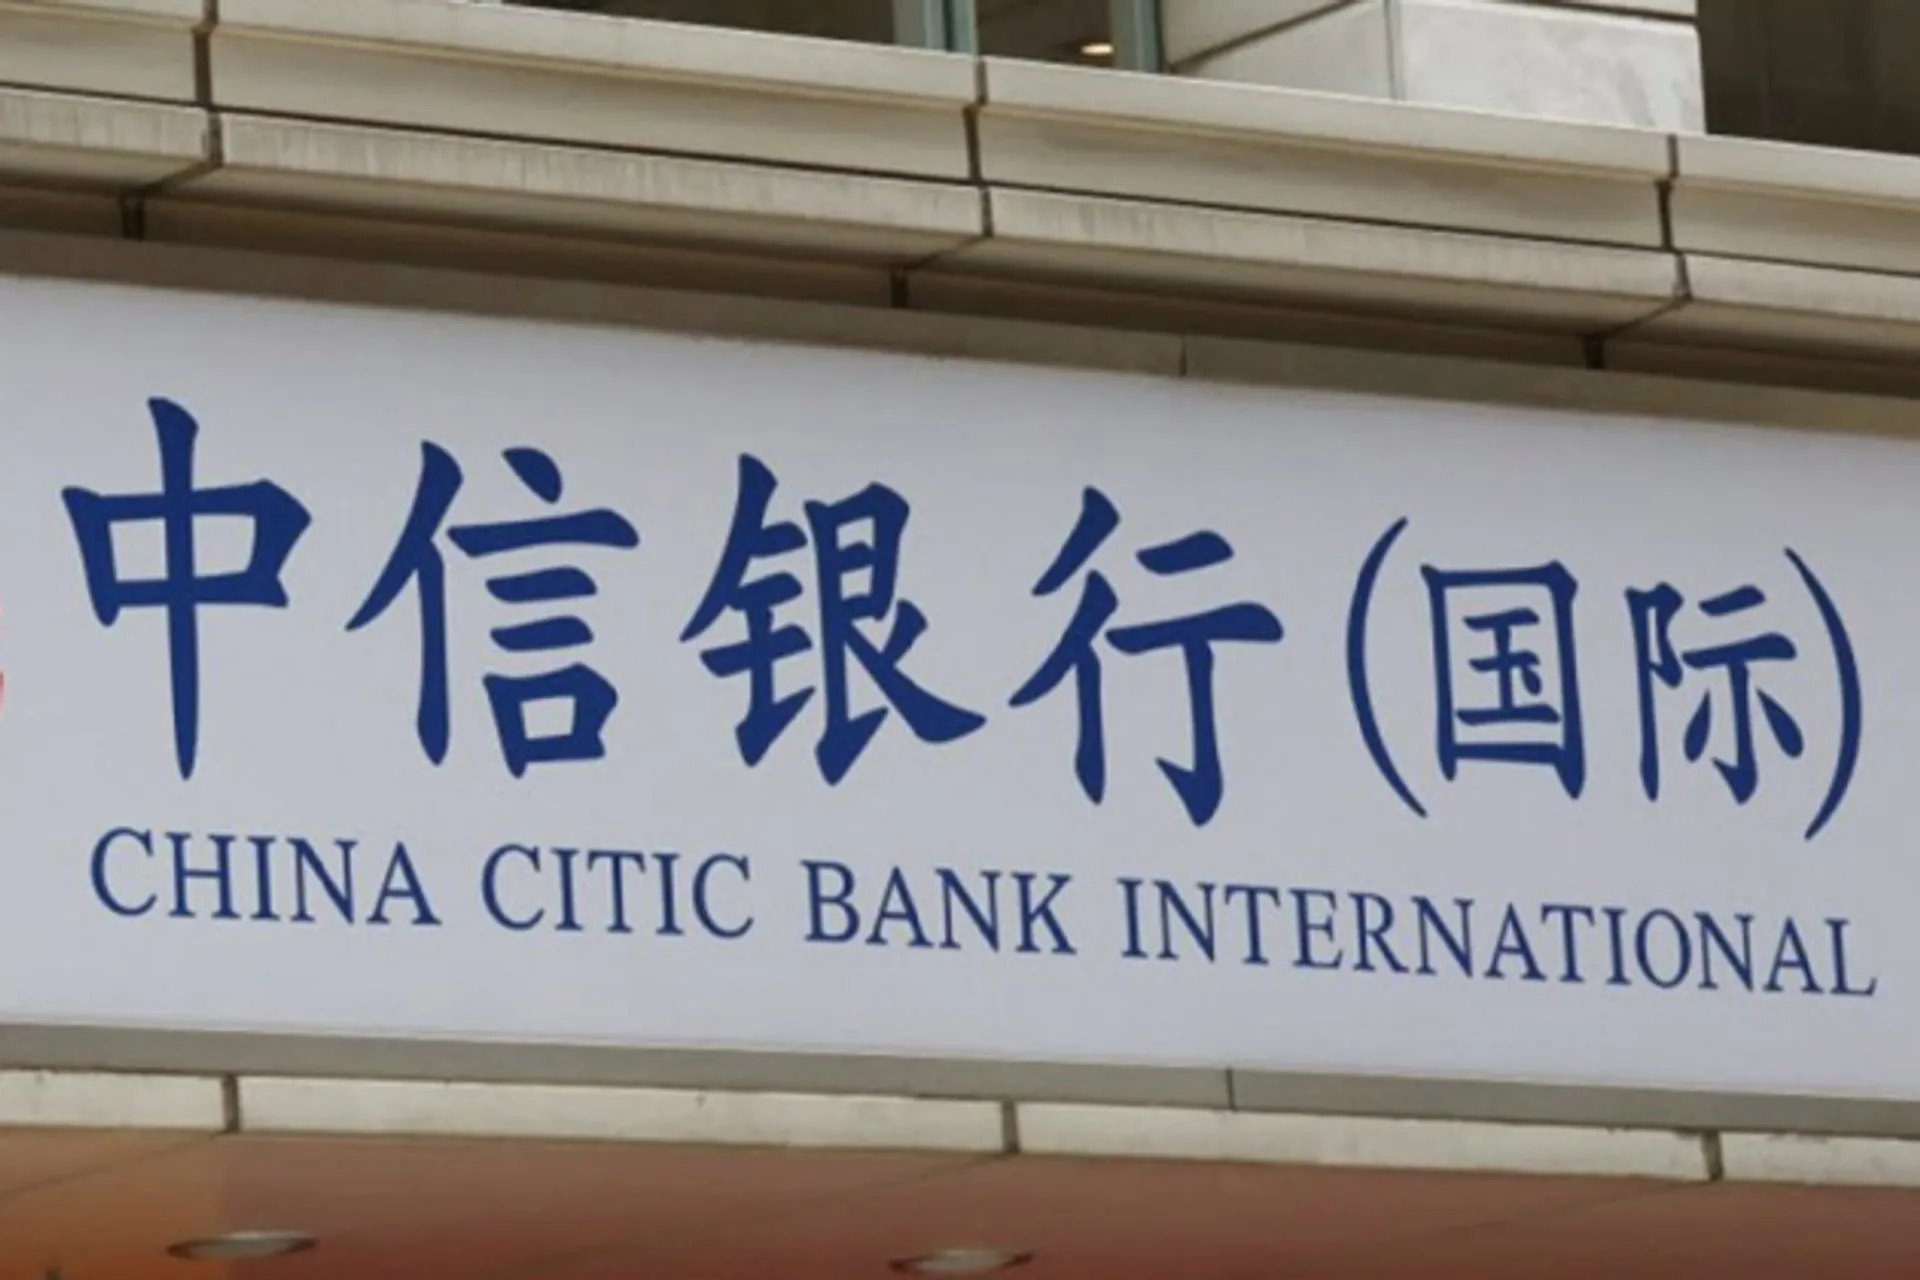 中信银行(国际)
CHINA CITIC BANK INTERNATIONAL